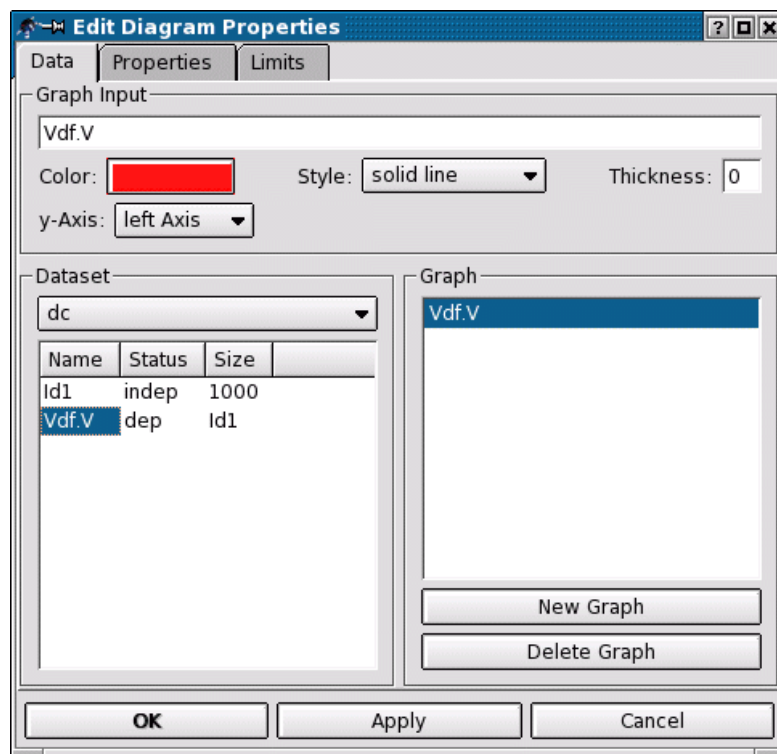 Edit Diagram Properties
Data Properties Limits
Graph Input
Vdf.V
Color: Style: solid line Thickness: 0
y-Axis: left Axis
Dataset
dc
Name Status Size
Id1 indep 1000
Vdf.V dep Id1
Graph
Vdf.V
New Graph
Delete Graph
OK Apply Cancel